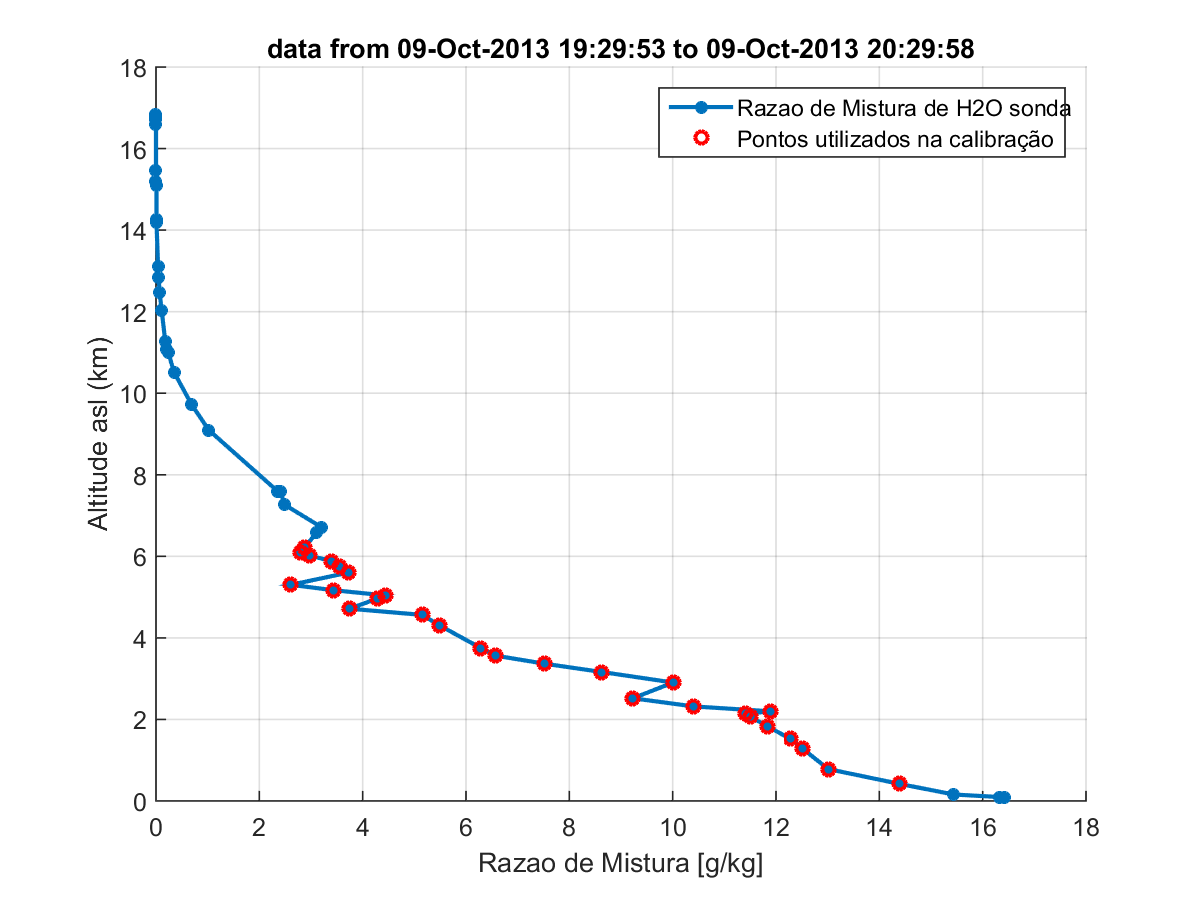 data from 09-Oct-2013 19:29:53 to 09-Oct-2013 20:29:58
Razao de Mistura de H2O sonda
Pontos utilizados na calibração
18
16
14
12
10
8
6
4
2
0
Altitude asl (km)
0 2 4 6 8 10 12 14 16 18
Razao de Mistura [g/kg]